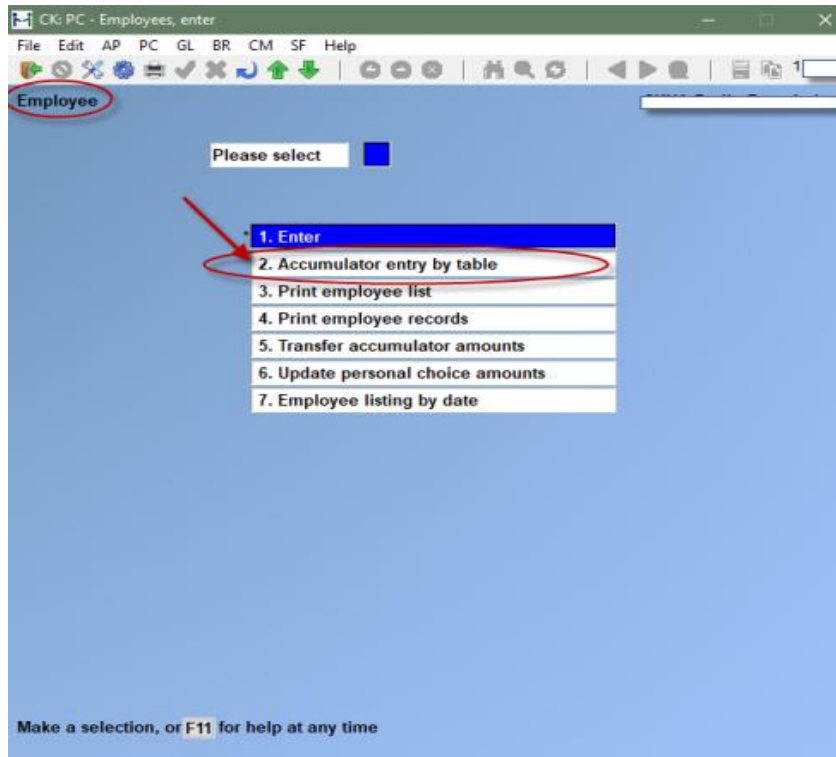 CK: PC - Employees, enter
File Edit AP PC GL BR CM SF Help
1
Employee
Please select
* 1. Enter
2. Accumulator entry by table
3. Print employee list
4. Print employee records
5. Transfer accumulator amounts
6. Update personal choice amounts
7. Employee listing by date
Make a selection, or F11 for help at any time